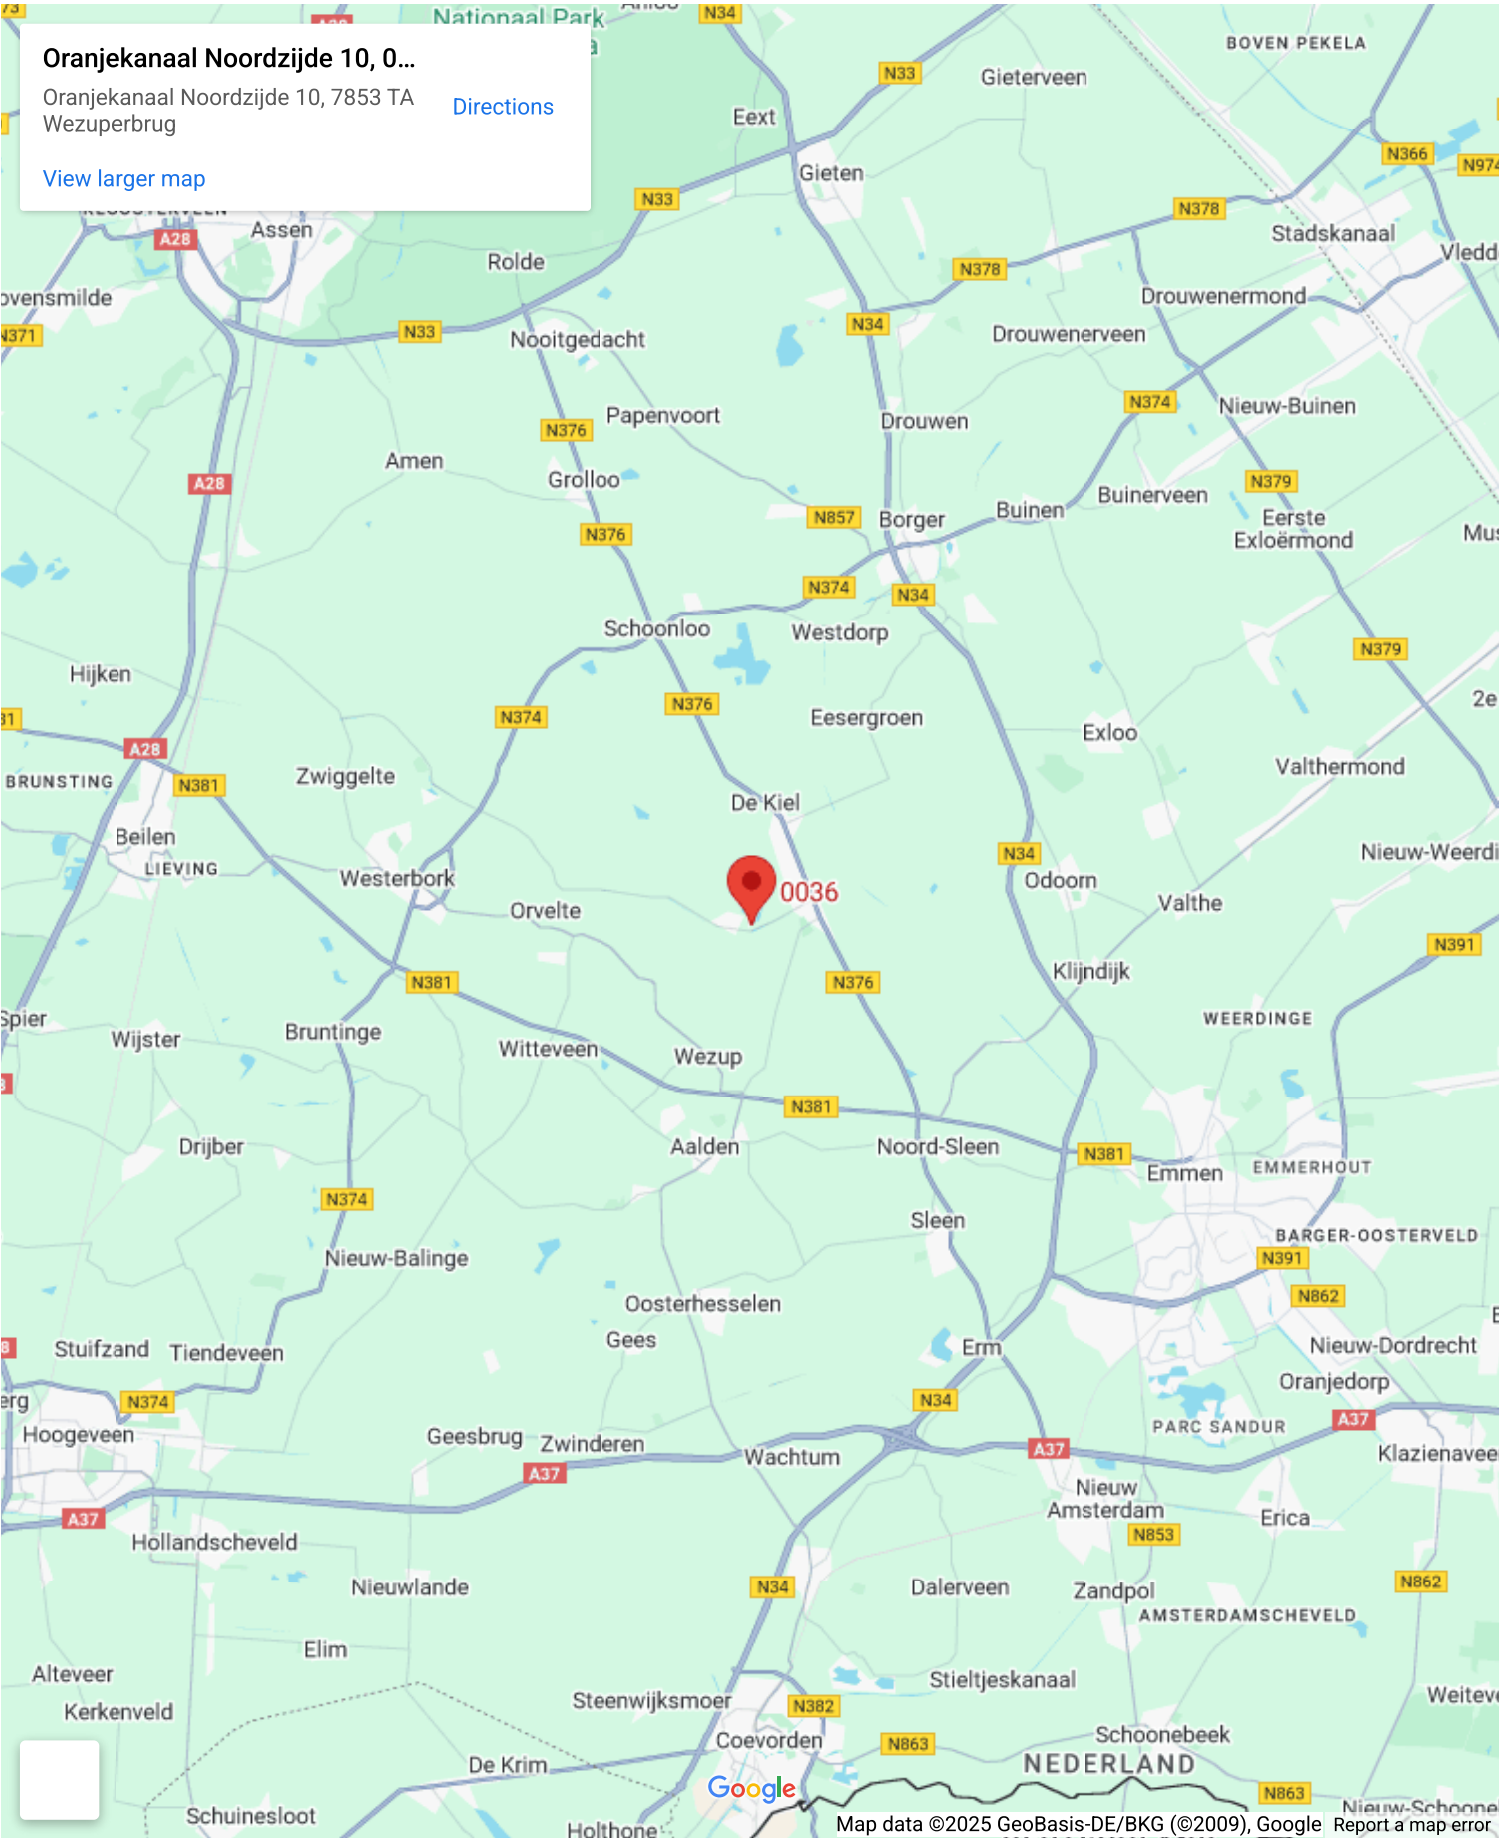 Oranjekanaal Noordzijde 10, 0...
Oranjekanaal Noordzijde 10, 7853 TA
Wezuperbrug
Directions
View larger map
Nationaal Park
N34
BOVEN PEKELA
N33
Gieterveen
Eext
N366
N974
Gieten
N33
N378
Assen
A28
Stadskanaal
Rolde
N378
Drouwenermond
N371
N33
Nooitgedacht
N34
Drouwenerveen
N374
Nieuw-Buinen
Papenvoort
Drouwen
N376
Amen
Grolloo
A28
N379
Buinerveen
Buinen
N857
Borger
Eerste
Exloërmond
N376
N374
N34
Schoonloo
Westdorp
N379
Hijken
N376
N374
Eesergroen
Exloo
2e
A28
Valthermond
BRUNSTING
N381
Zwiggelte
De Kiel
Beilen
LIEVING
N34
Westerbork
Odoorn
0036
Orvelte
Valthe
N391
N381
N376
Klijndijk
Spier
WEERDINGE
Wijster
Bruntinge
Witteveen
Wezup
N381
Drijber
Aalden
Noord-Sleen
N381
Emmen
EMMERHOUT
N374
Sleen
BARGER-OOSTERVELD
Nieuw-Balinge
N391
N862
Oosterhesselen
Gees
Stuifzand
Tiendeveen
Erm
Nieuw-Dordrecht
Oranjedorp
N374
N34
Hoogeveen
Geesbrug
Zwinderen
PARC SANDUR
A37
Wachtum
A37
A37
Nieuw
Amsterdam
A37
Erica
Hollandscheveld
N853
Nieuwlande
N34
Dalerveen
Zandpol
N862
AMSTERDAMSCHEVELD
Elim
Alteveer
Stieltjeskanaal
Kerkenveld
Steenwijksmoer
N382
Coevorden
N863
Schoonebeek
De Krim
NEDERLAND
Google
N863
Schuinesloot
Holthone
Map data ©2025 GeoBasis-DE/BKG (©2009), Google
Report a map error